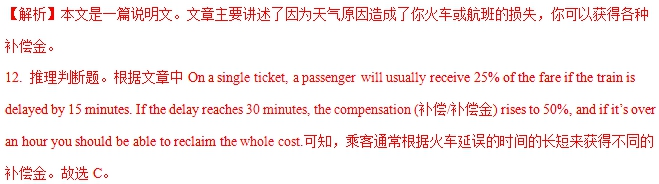 【解析】本文是一篇说明文。文章主要讲述了因为天气原因造成了你火车或航班的损失，你可以获得各种
补偿金。
12. 推理判断题。根据文章中 On a single ticket, a passenger will usually receive 25% of the fare if the train is
delayed by 15 minutes. If the delay reaches 30 minutes, the compensation (补偿/补偿金) rises to 50%, and if it's over
an hour you should be able to reclaim the whole cost.可知，乘客通常根据火车延误的时间的长短来获得不同的
补偿金。故选 C。